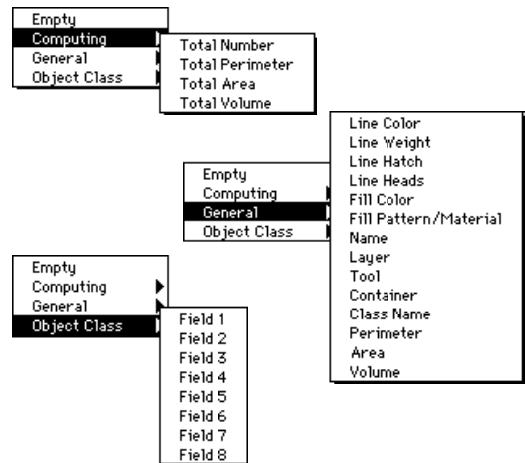 Empty
Computing
General
Object Class
Total Number
Total Perimeter
Total Area
Total Volume
Empty
Computing
General
Object Class
Line Color
Line Weight
Line Hatch
Line Heads
Fill Color
Fill Pattern/Material
Name
Layer
Tool
Container
Class Name
Perimeter
Area
Volume
Empty
Computing
General
Object Class
Field 1
Field 2
Field 3
Field 4
Field 5
Field 6
Field 7
Field 8